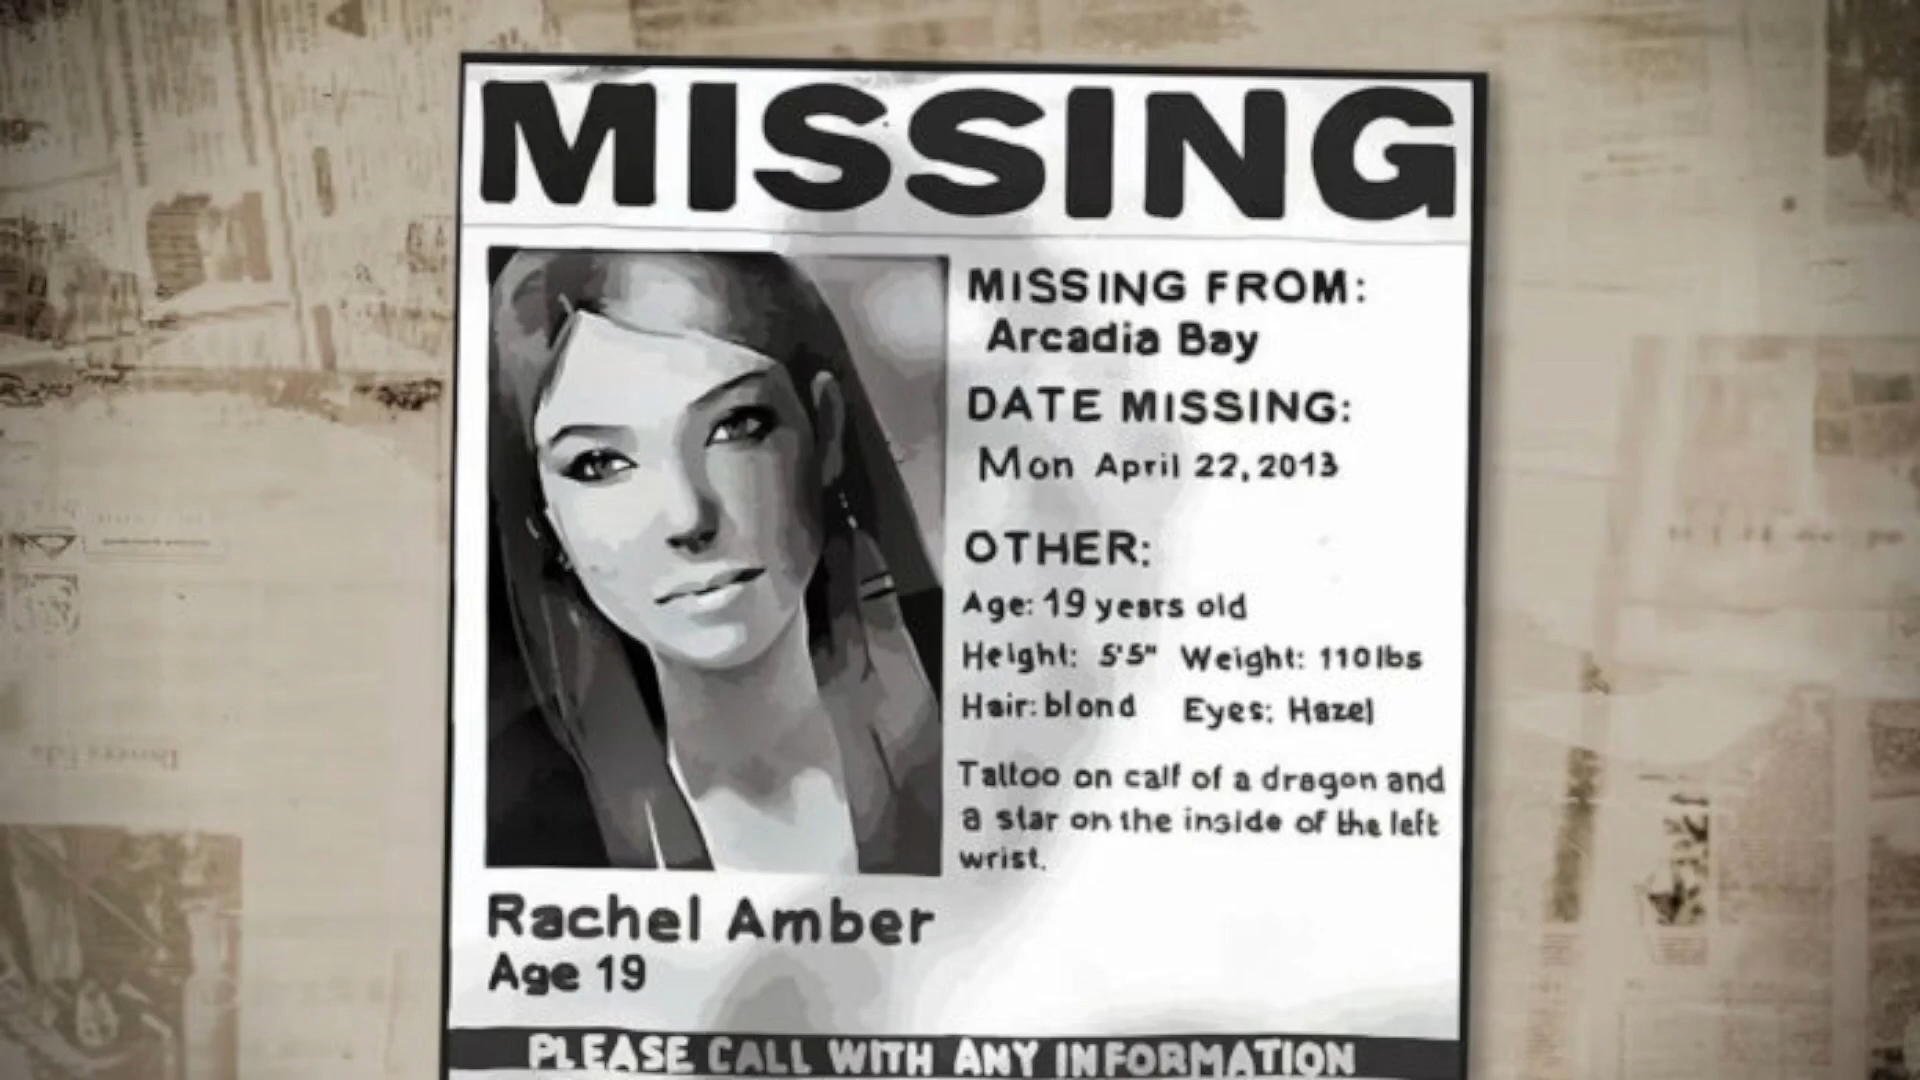 MISSING
MISSING FROM:
Arcadia Bay
DATE MISSING:
Mon April 22, 2013
OTHER:
Age: 19 years old
Height: 5'5" Weight: 110lbs
Hair: blond Eyes: Hazel
Tattoo on calf of a dragon and
a star on the inside of the left
wrist.
Rachel Amber
Age 19
PLEASE CALL WITH ANY INFORMATION